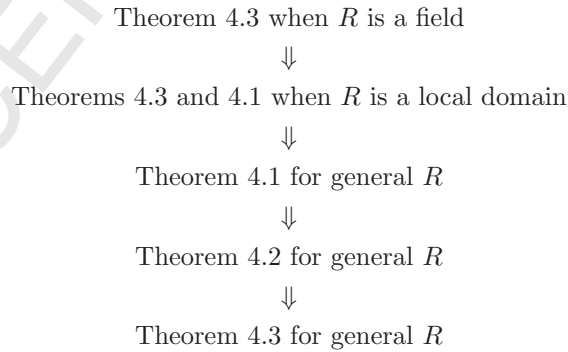 Theorem 4.3 when R is a field
⇓
Theorems 4.3 and 4.1 when R is a local domain
⇓
Theorem 4.1 for general R
⇓
Theorem 4.2 for general R
⇓
Theorem 4.3 for general R